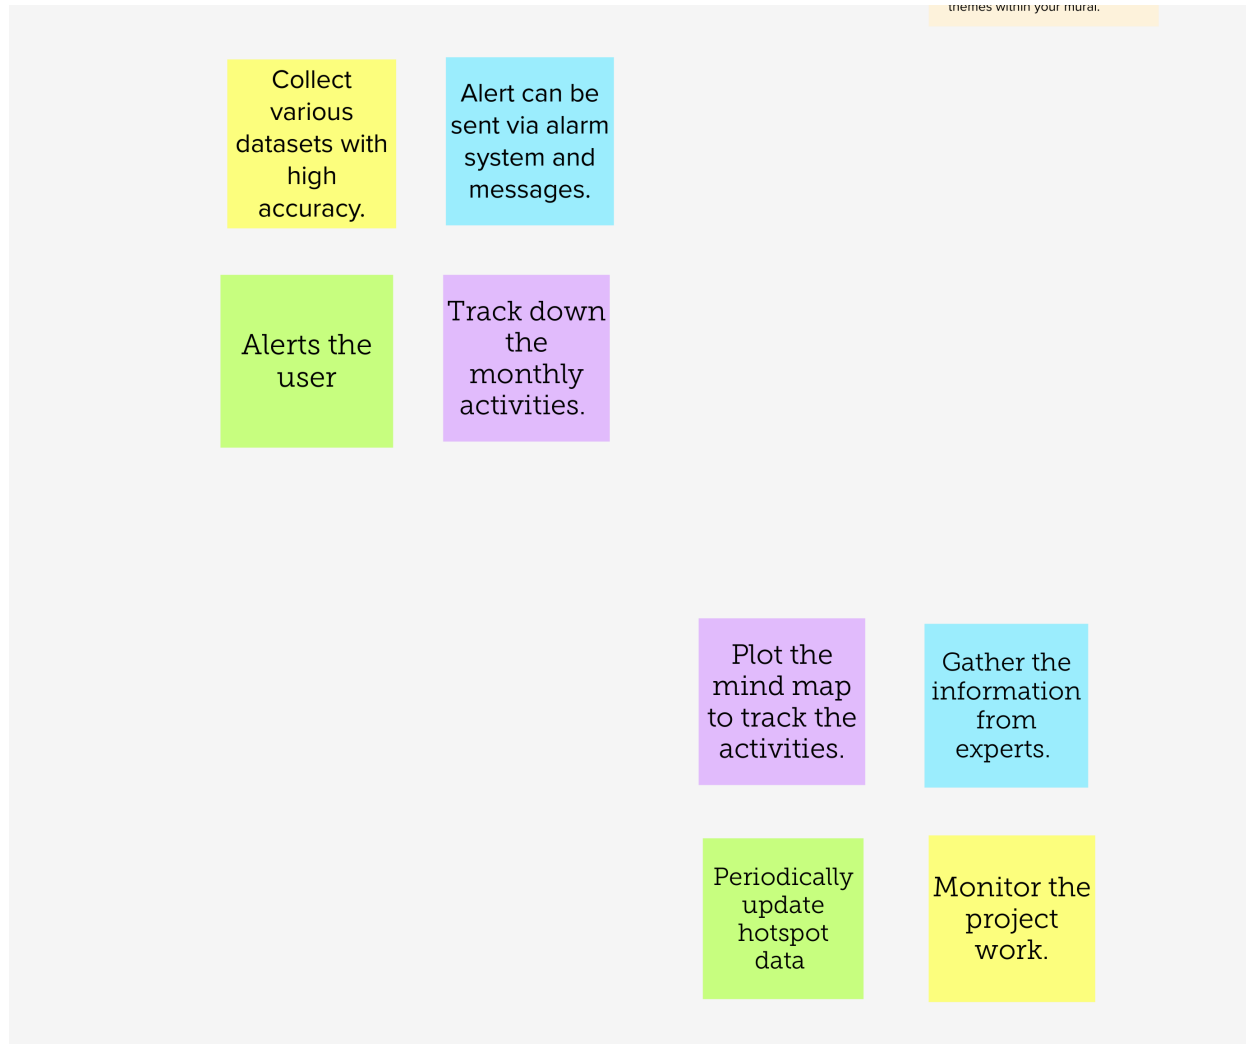 themes within your mural.
Collect
various
datasets with
high
accuracy.
Alert can be
sent via alarm
system and
messages.
Alerts the
user
Track down
the
monthly
activities.
Plot the
mind map
to track the
activities.
Gather the
information
from
experts.
Periodically
update
hotspot
data
Monitor the
project
work.